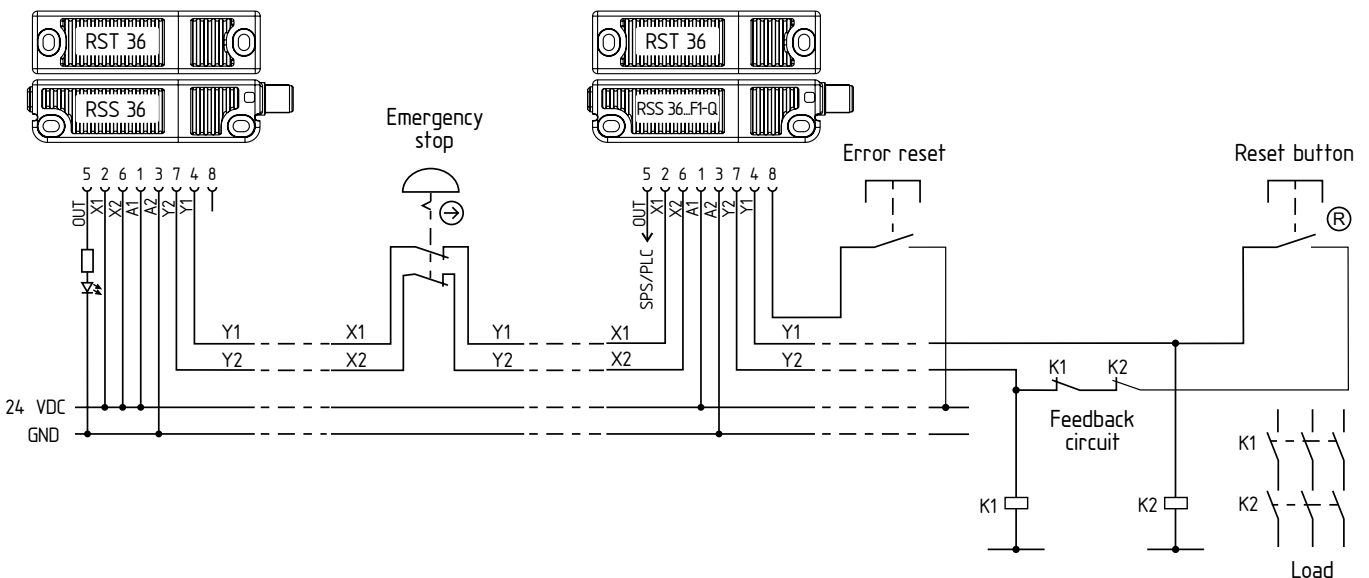 RST 36
RSS 36
RST 36
RSS 36...F1-Q
Emergency
stop
Error reset
Reset button
5 2 6 1 3 7 4 8
OUT X1 X2 A1 A2 Y2 Y1
5 2 6 1 3 7 4 8
OUT X1 X2 A1 A2 Y2 Y1
SPS/PLC
R
Y1 X1 Y1 X1 Y1
Y2 X2 Y2 X2 Y2
24 VDC
GND
K1 K2
Feedback
circuit
K1
K2
K1
K2
Load